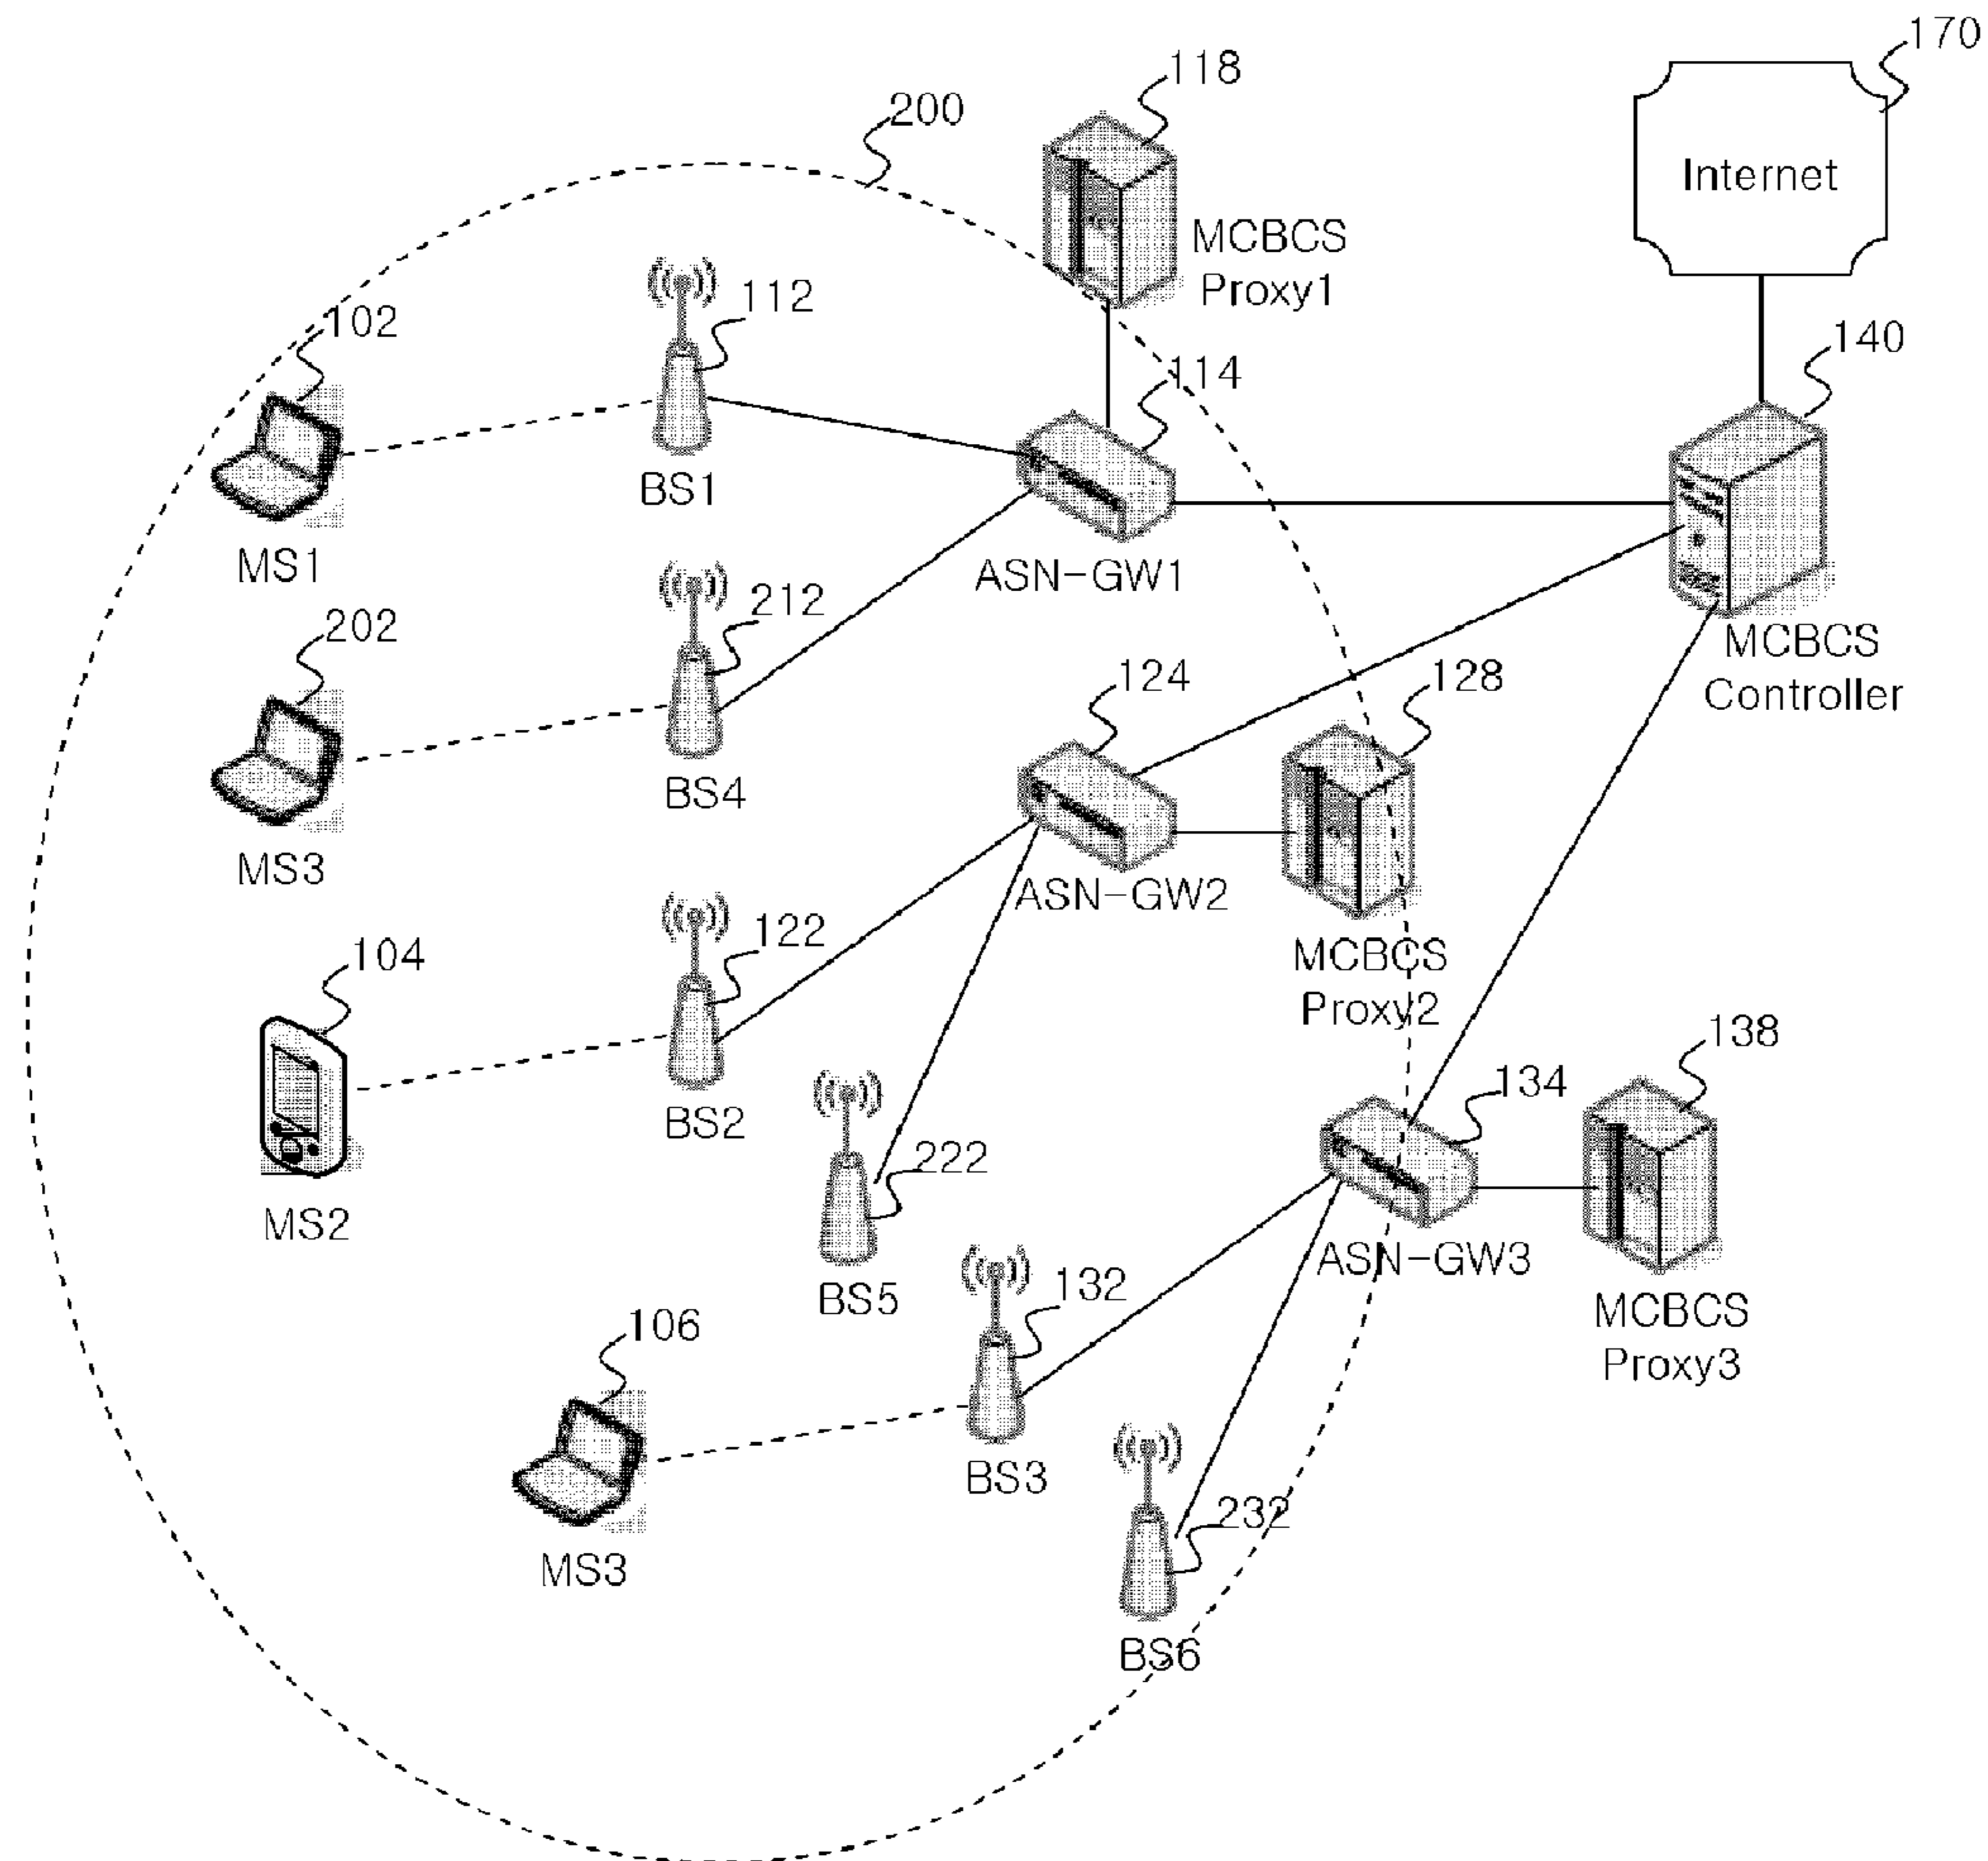 170
118
200
Internet
MCBCS
Proxy1
112
102
140
114
BS1
MS1
ASN-GW1
212
202
MCBCS
Controller
124
128
BS4
MS3
ASN-GW2
122
104
MCBCS
Proxy2
138
134
BS2
222
MS2
ASN-GW3
BS5
132
MCBCS
Proxy3
106
BS3
232
MS3
BS6